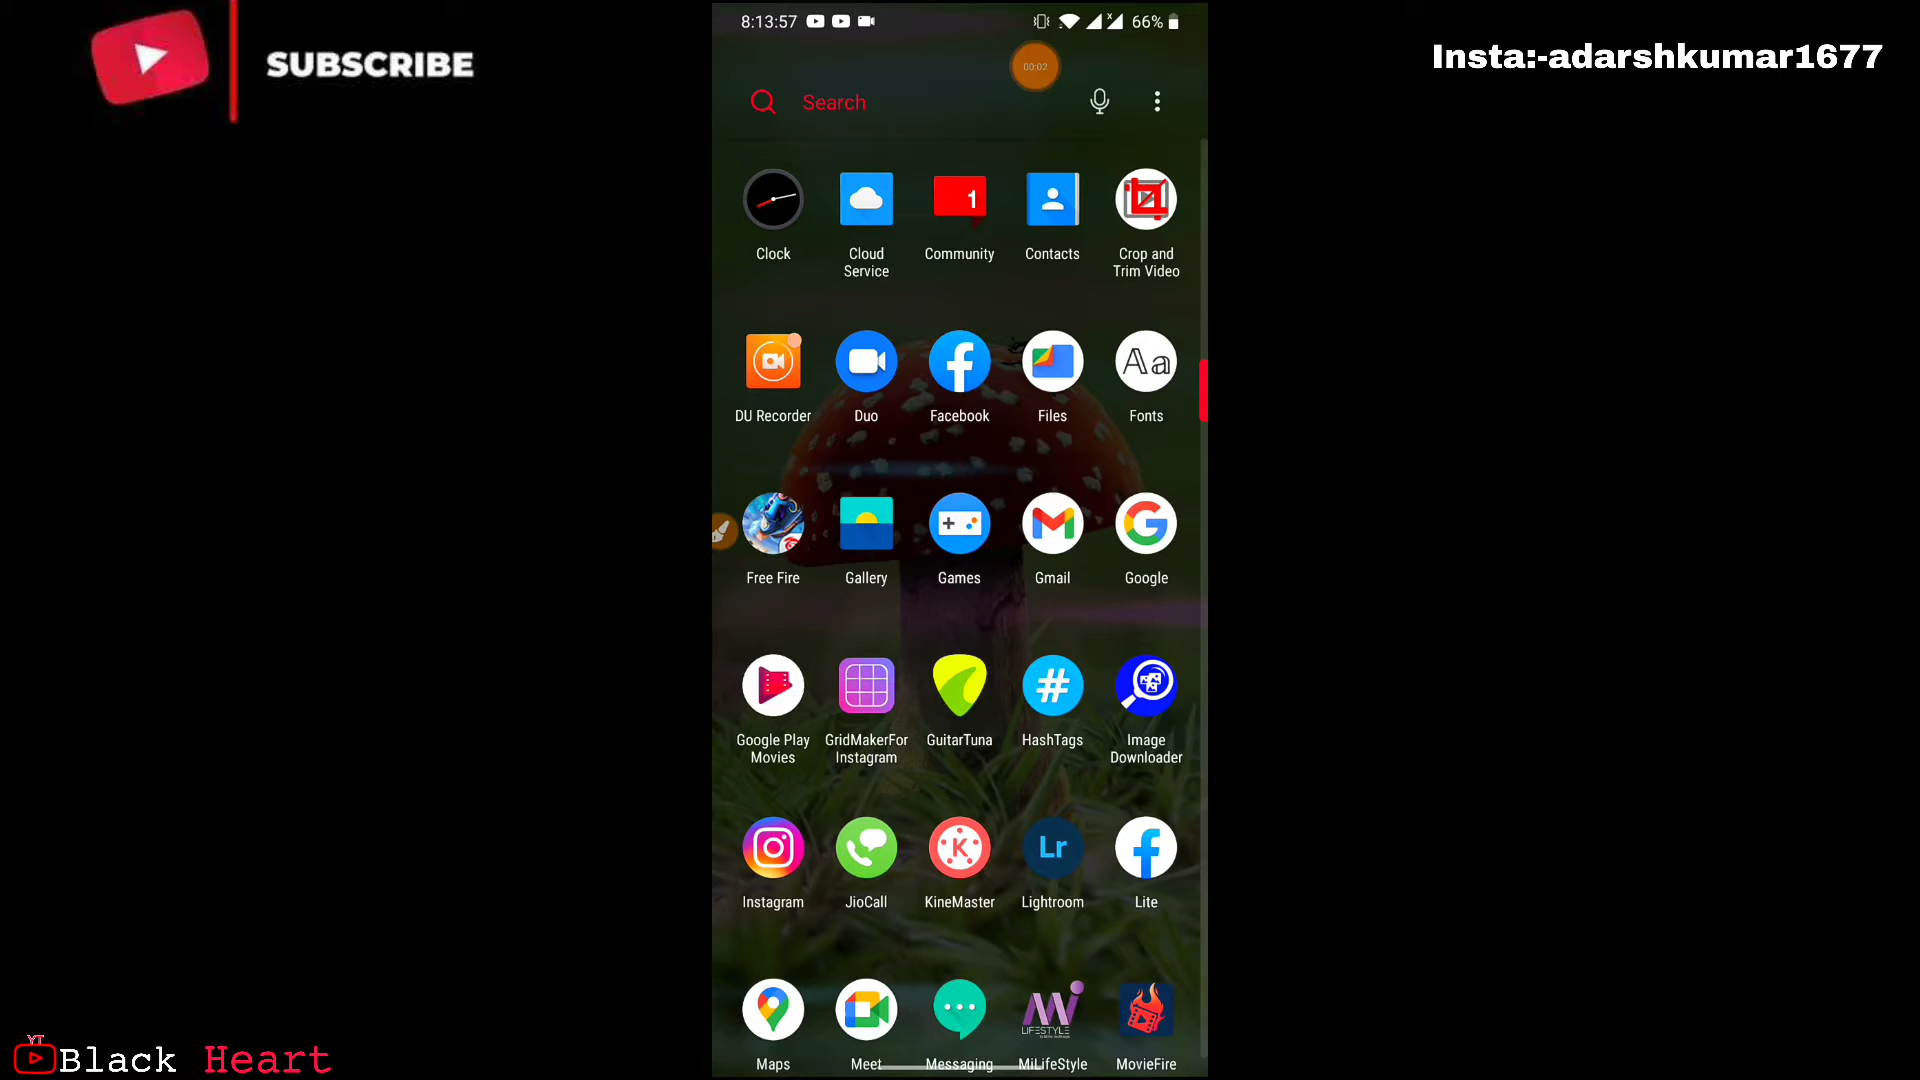 SUBSCRIBE
Insta:-adarshkumar1677
8:13:57
66%
00:02
Search
1
Clock
Cloud
Service
Community
Contacts
Crop and
Trim Video
Aa
DU Recorder
Duo
Facebook
Files
Fonts
Free Fire
Gallery
Games
Gmail
Google
#
Google Play
Movies
GridMakerFor
Instagram
GuitarTuna
HashTags
Image
Downloader
K
Lr
Instagram
JioCall
KineMaster
Lightroom
Lite
LIFESTYLE
Maps
Meet
Messaging
MiLifeStyle
MovieFire
YT
Black Heart